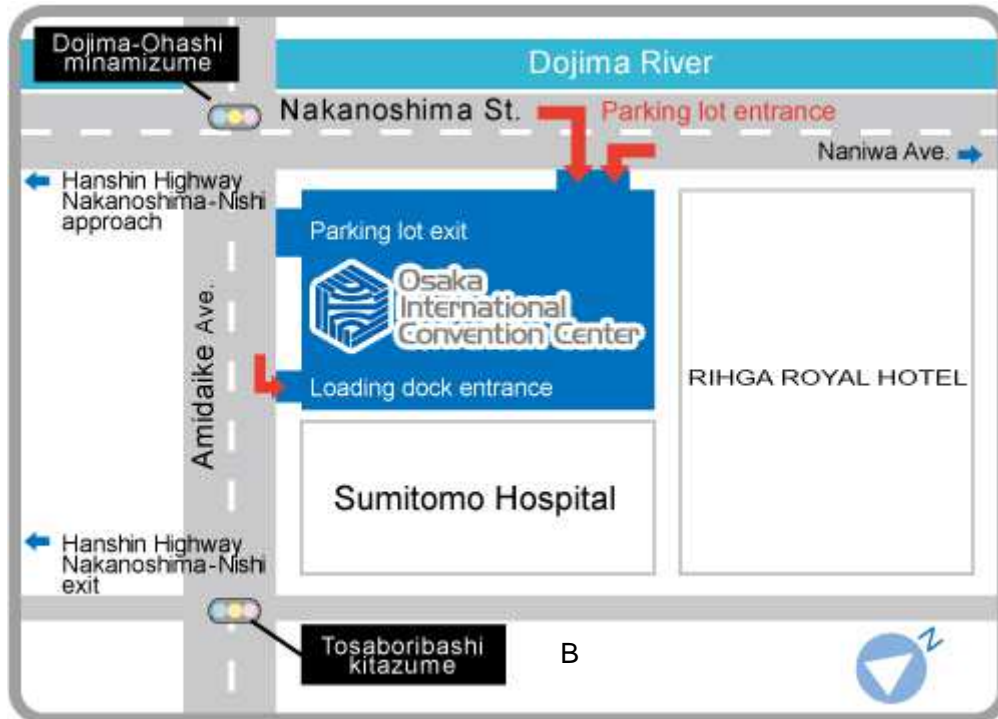 Dojima-Ohashi
minamizume
Dojima River
Nakanoshima St.
Parking lot entrance
Naniwa Ave.
Hanshin Highway
Nakanoshima-Nishi
approach
Parking lot exit
Osaka
International
Convention Center
Amidaike Ave.
Loading dock entrance
RIHGA ROYAL HOTEL
Sumitomo Hospital
Hanshin Highway
Nakanoshima-Nishi
exit
Tosaboribashi
kitazume
B
N